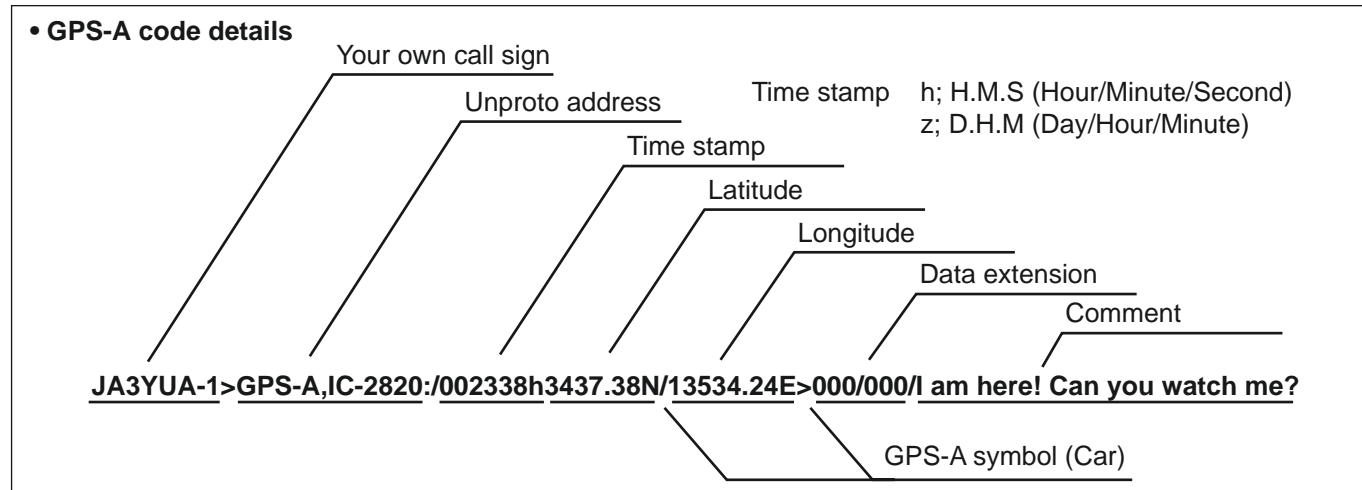 • GPS-A code details
Your own call sign
Unproto address
Time stamp h; H.M.S (Hour/Minute/Second)
z; D.H.M (Day/Hour/Minute)
Time stamp
Latitude
Longitude
Data extension
Comment
JA3YUA-1>GPS-A,IC-2820:/002338h3437.38N/13534.24E>000/000/I am here! Can you watch me?
GPS-A symbol (Car)